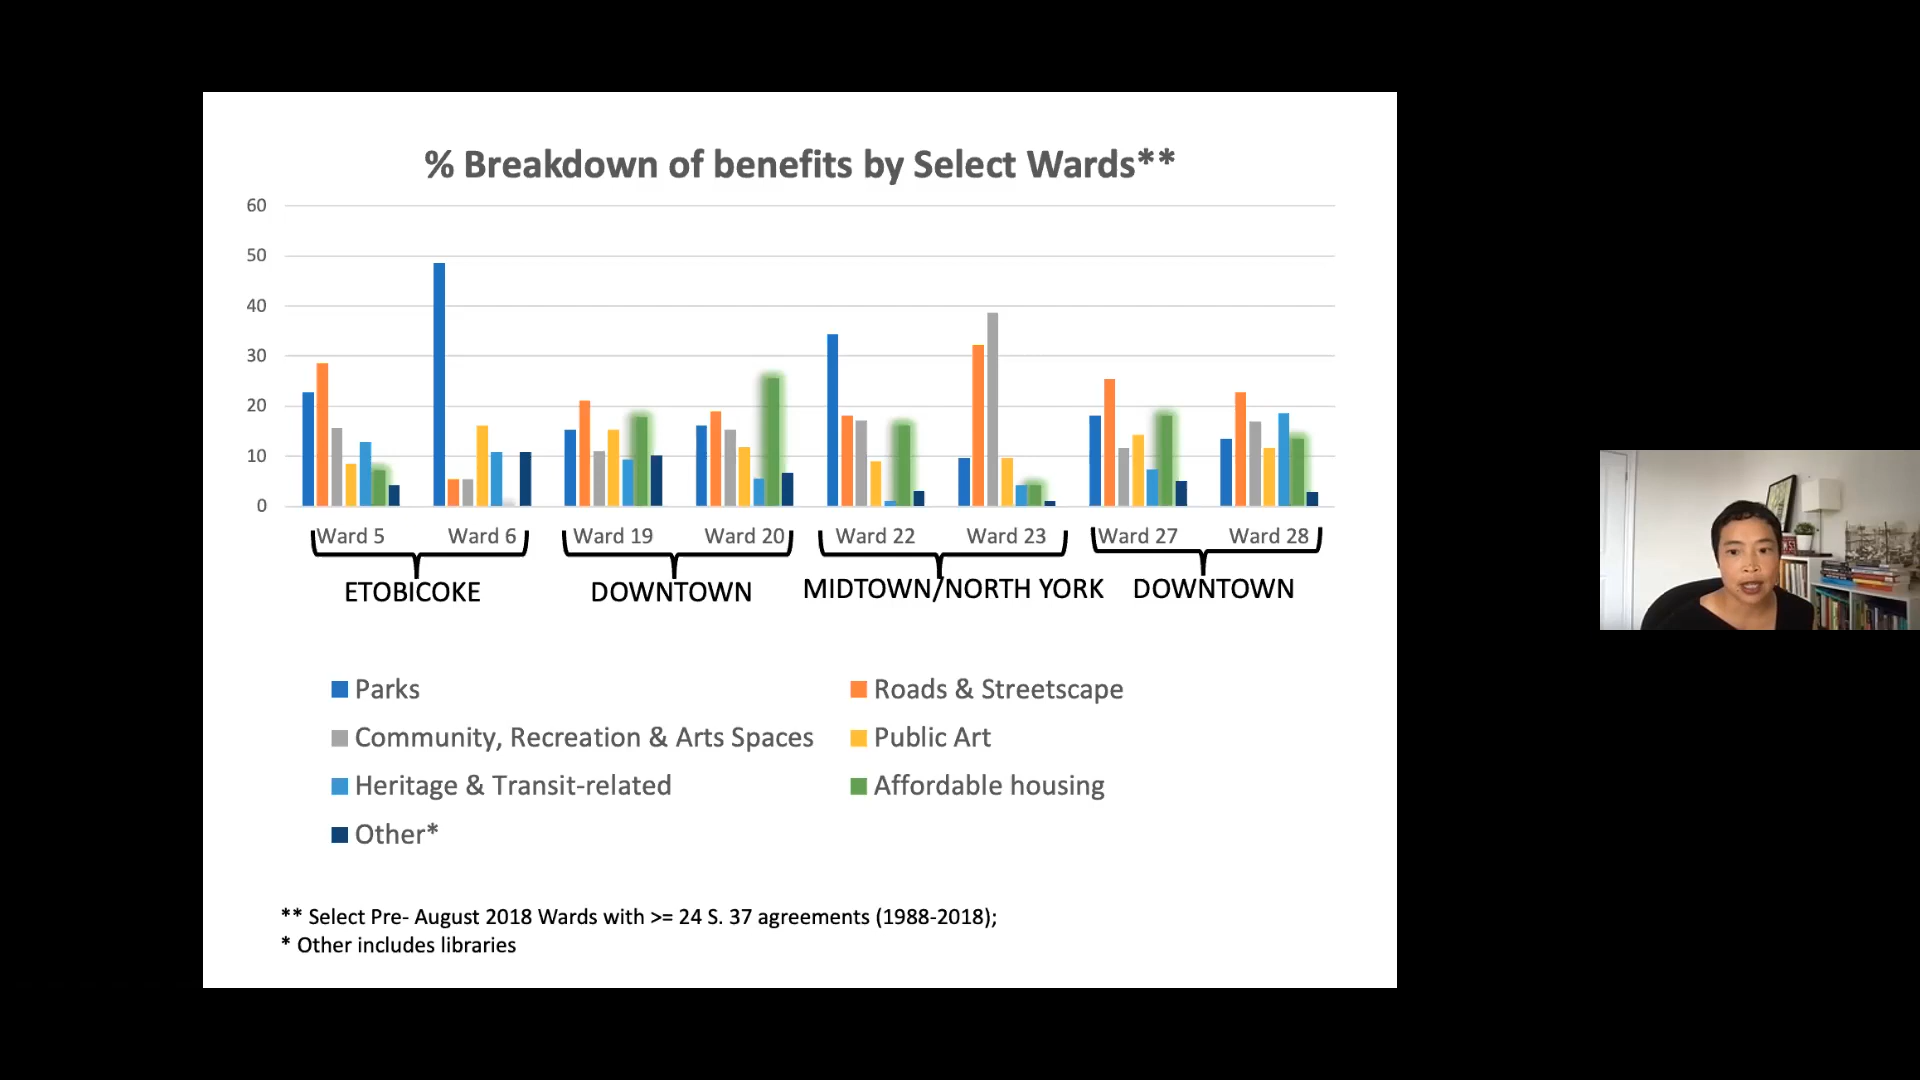 % Breakdown of benefits by Select Wards**
60
50
40
30
20
10
0
Ward 5 Ward 6 Ward 19 Ward 20 Ward 22 Ward 23 Ward 27 Ward 28
ETOBICOKE DOWNTOWN MIDTOWN/NORTH YORK DOWNTOWN
Parks Roads & Streetscape
Community, Recreation & Arts Spaces Public Art
Heritage & Transit-related Affordable housing
Other*
** Select Pre- August 2018 Wards with >= 24 S. 37 agreements (1988-2018);
* Other includes libraries